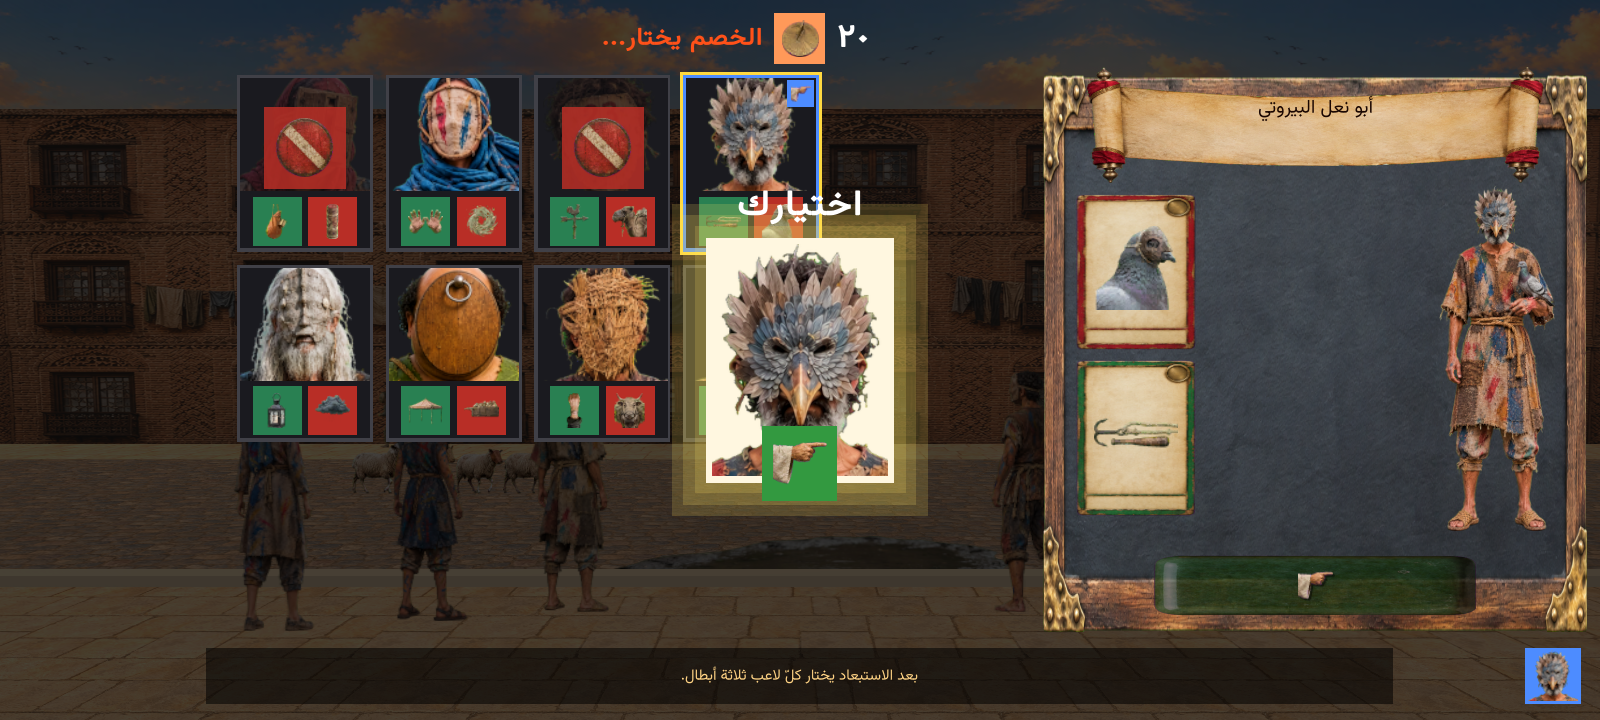 ٢٠ الخصم يختار...
أبو نعل البيروتي
اختيارك
بعد الاستبعاد يختار كلّ لاعب ثلاثة أبطال.